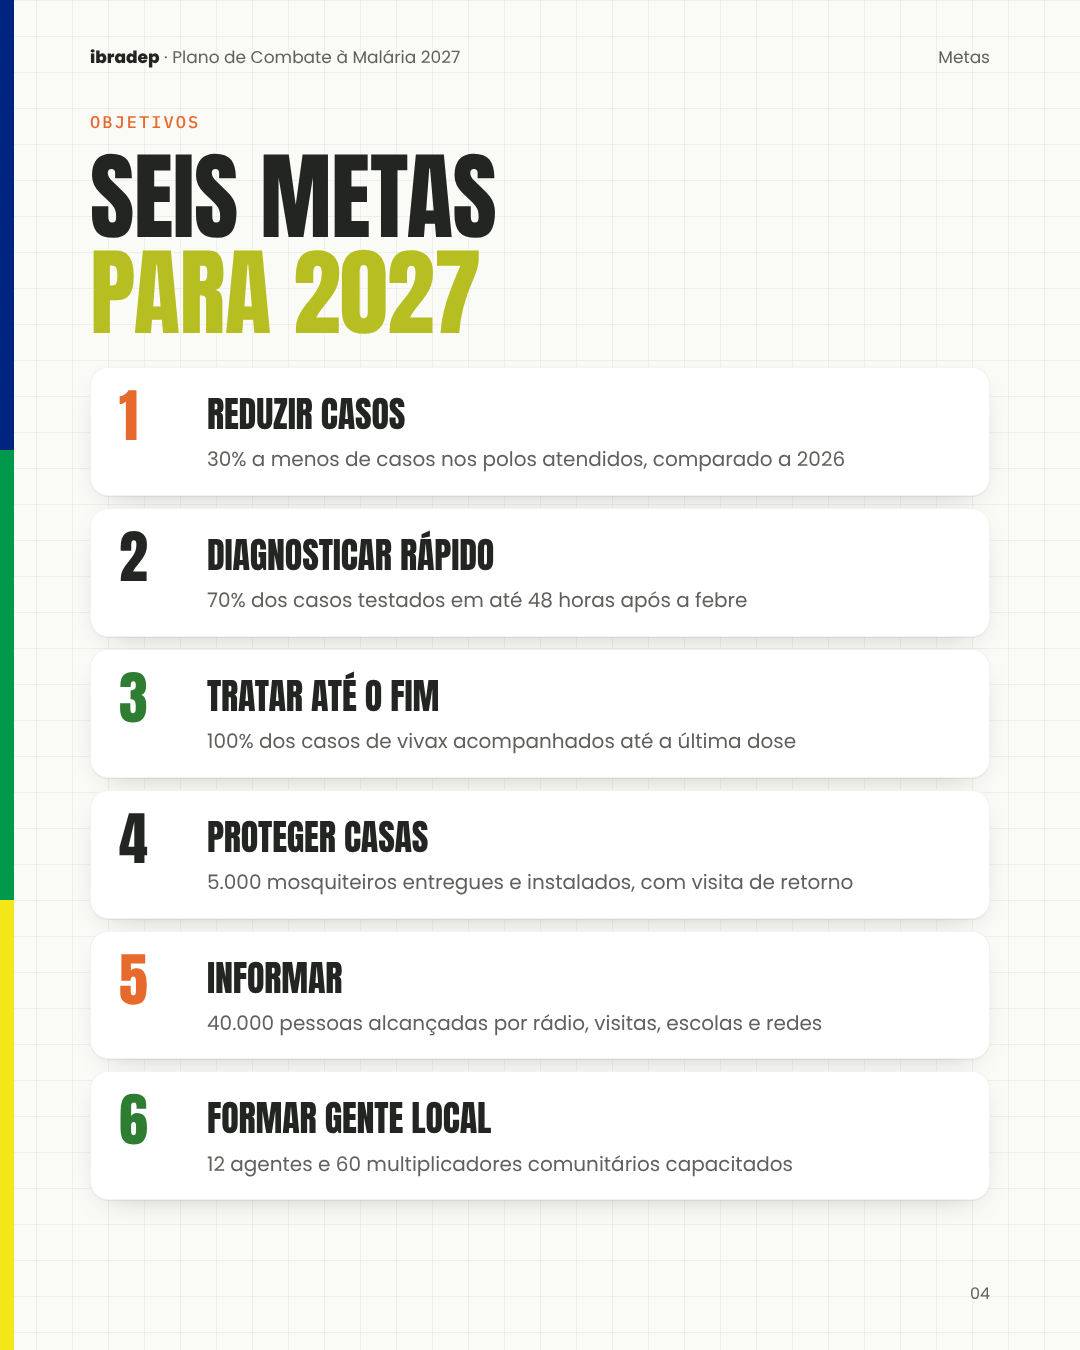 ibradep · Plano de Combate à Malária 2027
Metas
OBJETIVOS
SEIS METAS
PARA 2027
1
REDUZIR CASOS
30% a menos de casos nos polos atendidos, comparado a 2026
2
DIAGNOSTICAR RÁPIDO
70% dos casos testados em até 48 horas após a febre
3
TRATAR ATÉ O FIM
100% dos casos de vivax acompanhados até a última dose
4
PROTEGER CASAS
5.000 mosquiteiros entregues e instalados, com visita de retorno
5
INFORMAR
40.000 pessoas alcançadas por rádio, visitas, escolas e redes
6
FORMAR GENTE LOCAL
12 agentes e 60 multiplicadores comunitários capacitados
04